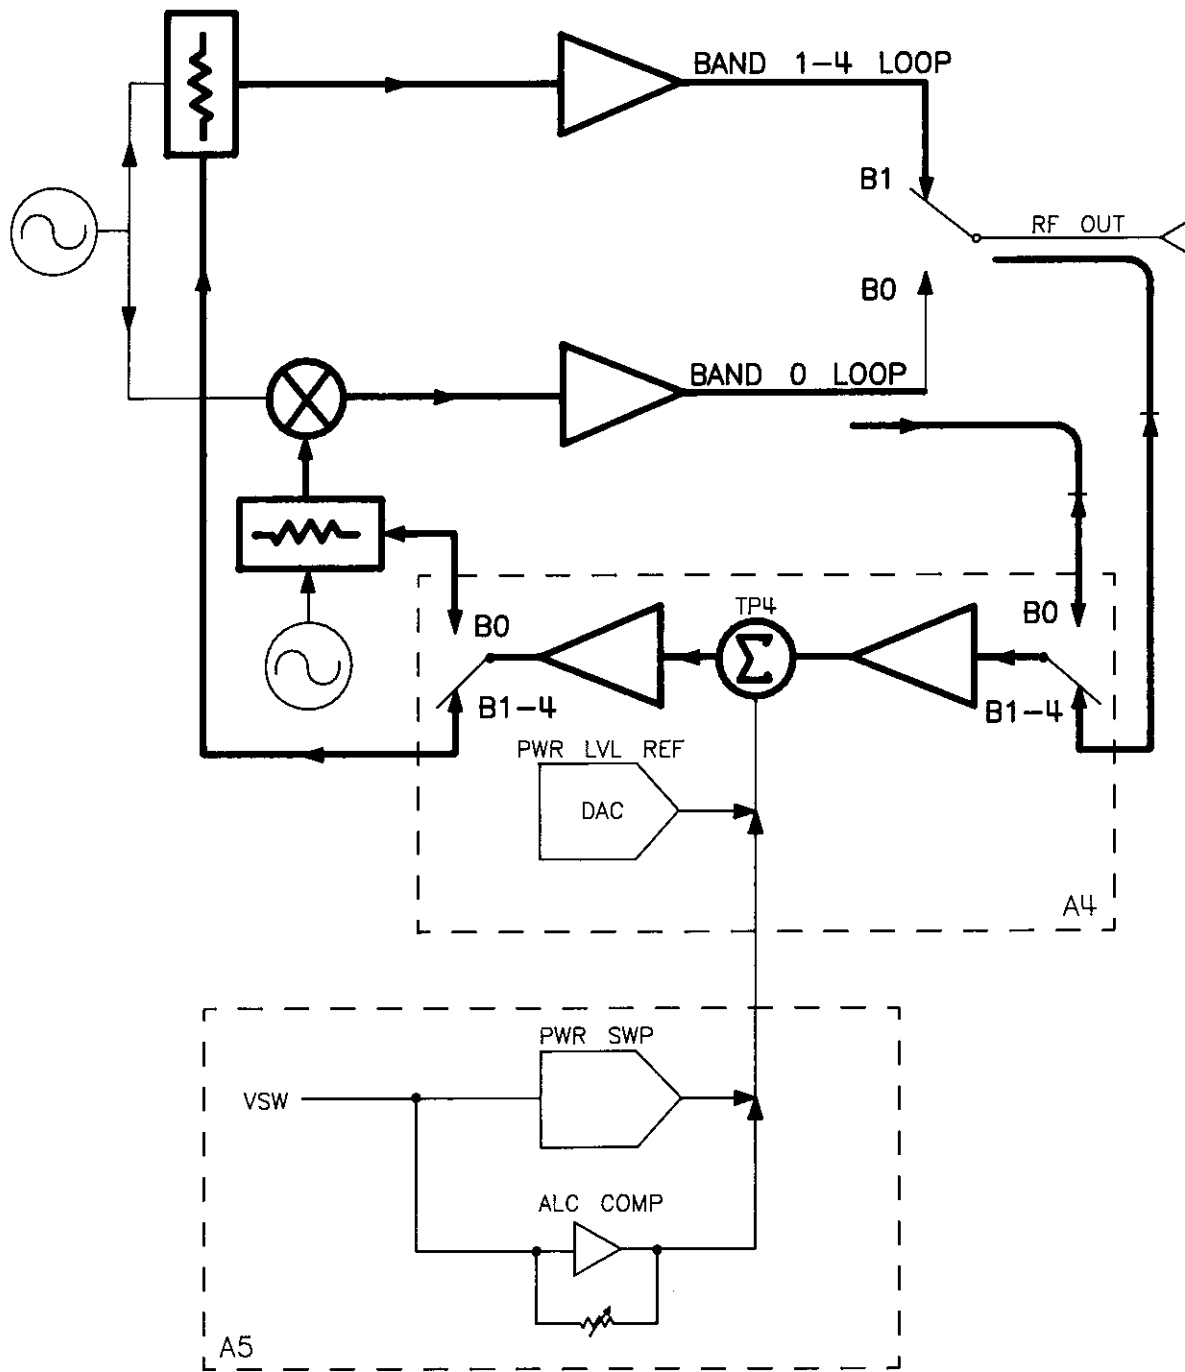 BAND 1-4 LOOP
B1
RF OUT
B0
BAND 0 LOOP
TP4
B0
B0
Σ
B1-4
B1-4
PWR LVL REF
DAC
A4
PWR SWP
VSW
ALC COMP
A5